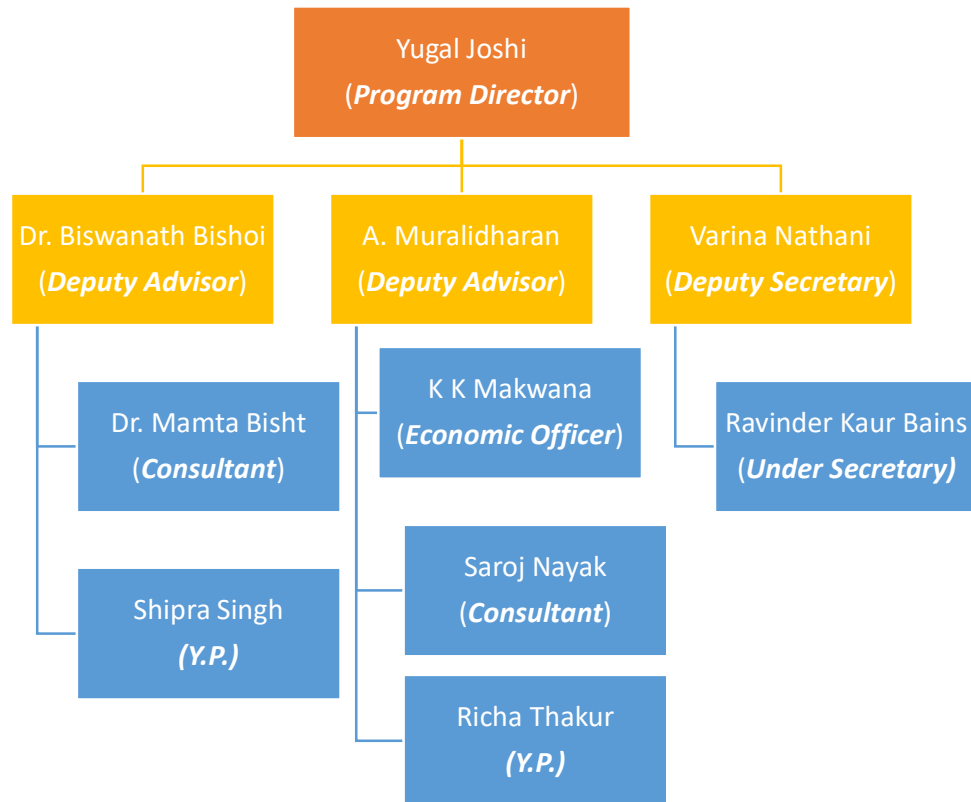 Yugal Joshi
(Program Director)
Dr. Biswanath Bishoi
(Deputy Advisor)
A. Muralidharan
(Deputy Advisor)
Varina Nathani
(Deputy Secretary)
Dr. Mamta Bisht
(Consultant)
Shipra Singh
(Y.P.)
K K Makwana
(Economic Officer)
Saroj Nayak
(Consultant)
Richa Thakur
(Y.P.)
Ravinder Kaur Bains
(Under Secretary)